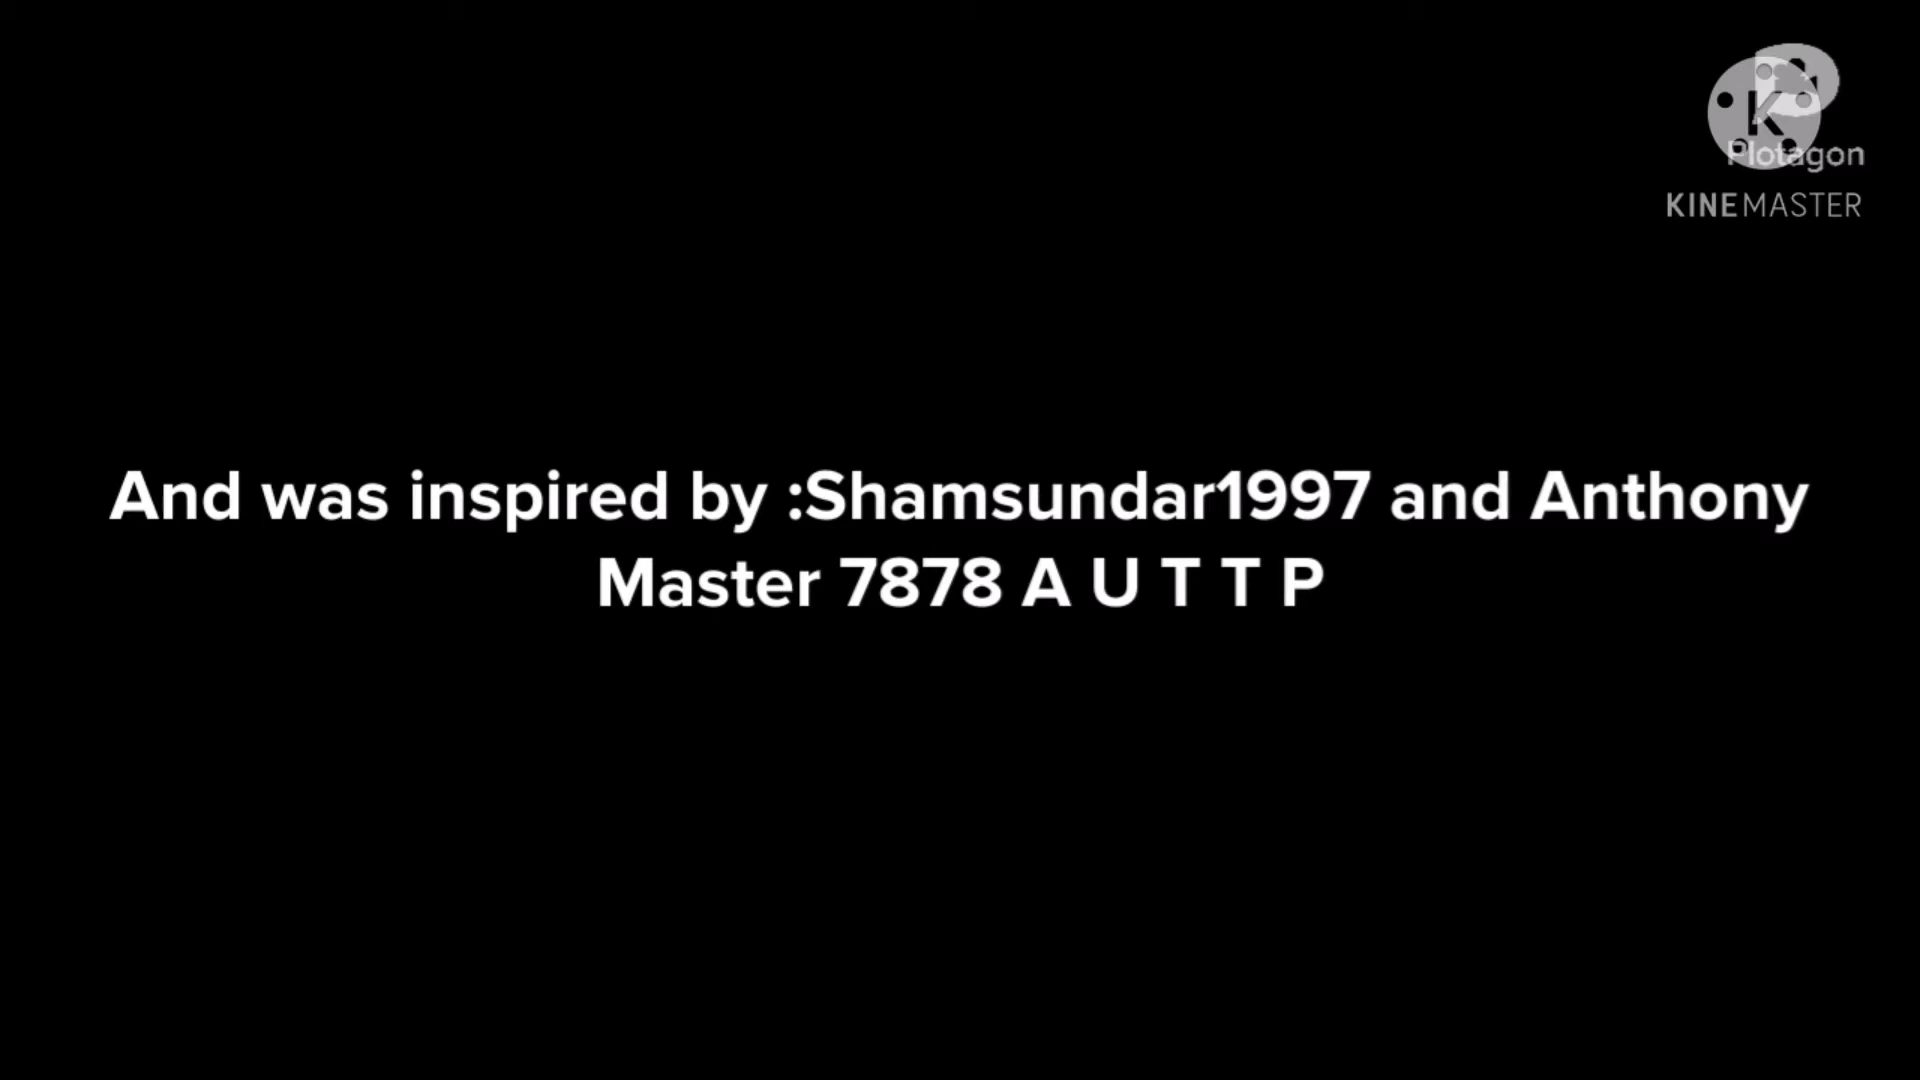 K
Plotagon
KINEMASTER
And was inspired by :Shamsundar1997 and Anthony
Master 7878 A U T T P